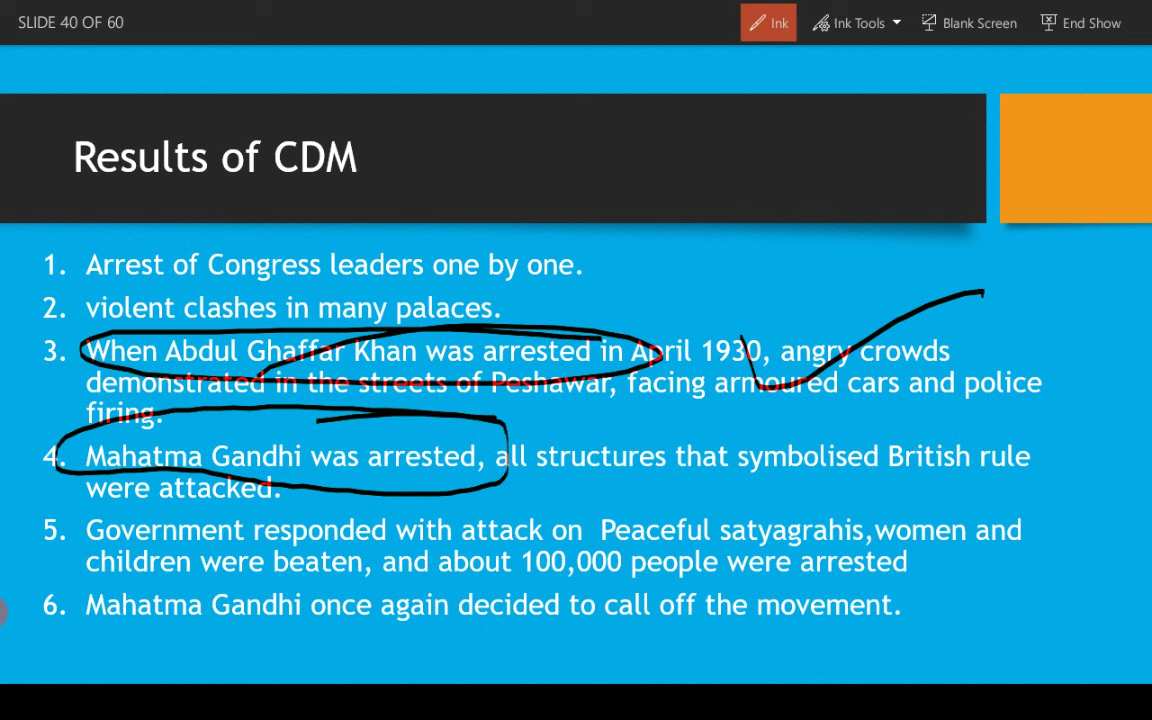 SLIDE 40 OF 60
Ink
Ink Tools
Blank Screen
End Show
Results of CDM
1. Arrest of Congress leaders one by one.
2. violent clashes in many palaces.
3. When Abdul Ghaffar Khan was arrested in April 1930, angry crowds
demonstrated in the streets of Peshawar, facing armoured cars and police
firing.
4. Mahatma Gandhi was arrested, all structures that symbolised British rule
were attacked.
5. Government responded with attack on  Peaceful satyagrahis,women and
children were beaten, and about 100,000 people were arrested
6. Mahatma Gandhi once again decided to call off the movement.